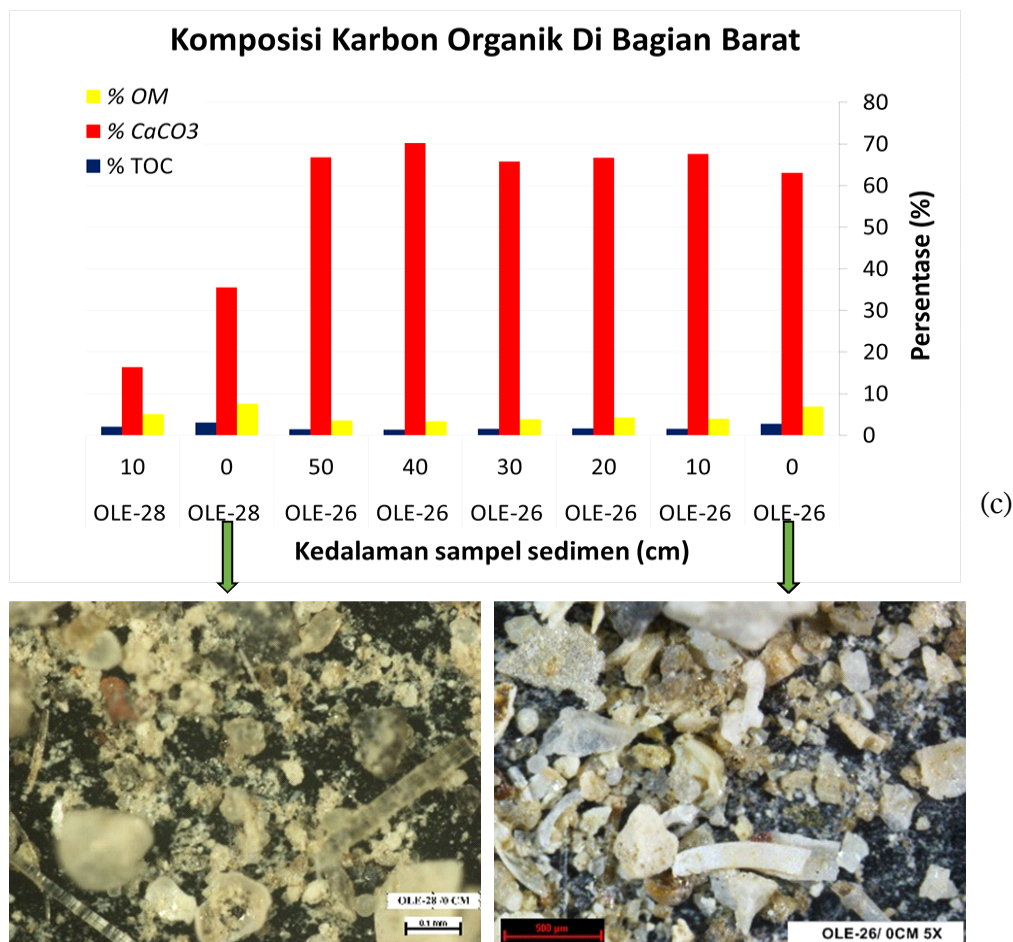 Komposisi Karbon Organik Di Bagian Barat
% OM
% CaCO3
% TOC
80
70
60
50
40
30
20
10
0
Persentase (%)
10 0 50 40 30 20 10 0
OLE-28 OLE-28 OLE-26 OLE-26 OLE-26 OLE-26 OLE-26 OLE-26
Kedalaman sampel sedimen (cm)
(c)
OLE-28 /0 CM
0.1 mm
500 µm
OLE-26/ 0CM 5X